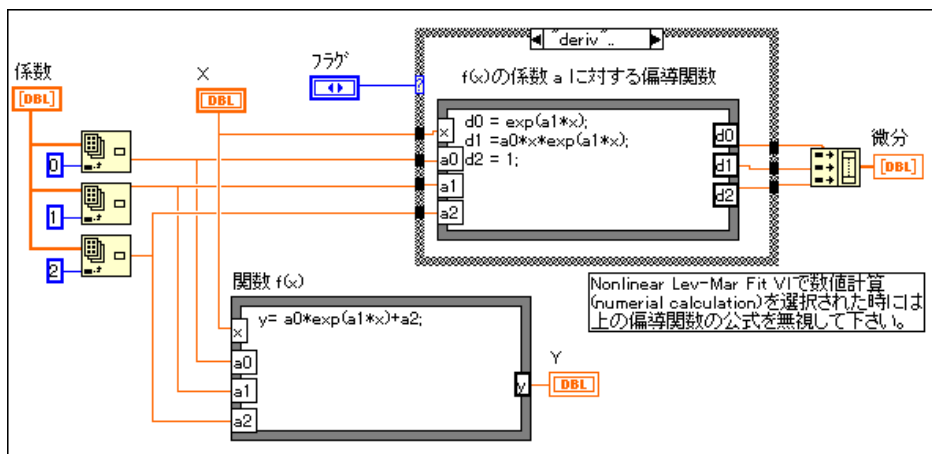 "deriv"..
係数
X
フラグ
f(x)の係数 a に対する偏導関数
[DBL]
DBL
?
x
a0
a1
a2
d0 = exp(a1*x);
d1 =a0*x*exp(a1*x);
d2 = 1;
d0
d1
d2
微分
[DBL]
0
1
2
関数 f(x)
x
a0
a1
a2
y= a0*exp(a1*x)+a2;
y
Y
DBL
Nonlinear Lev-Mar Fit VIで数値計算
(numerial calculation)を選択された時には
上の偏導関数の公式を無視して下さい。